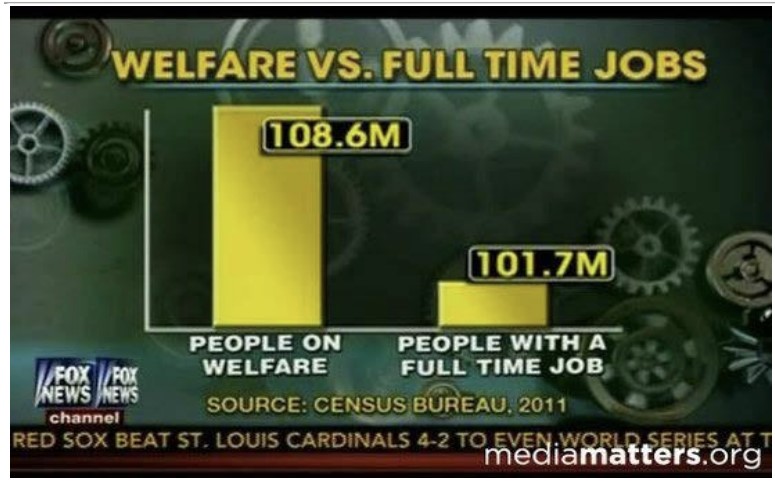 WELFARE VS. FULL TIME JOBS
108.6M
101.7M
PEOPLE ON
WELFARE
PEOPLE WITH A
FULL TIME JOB
SOURCE: CENSUS BUREAU, 2011
FOX
NEWS
FOX
NEWS
channel
RED SOX BEAT ST. LOUIS CARDINALS 4-2 TO EVEN WORLD SERIES AT T
mediamatters.org